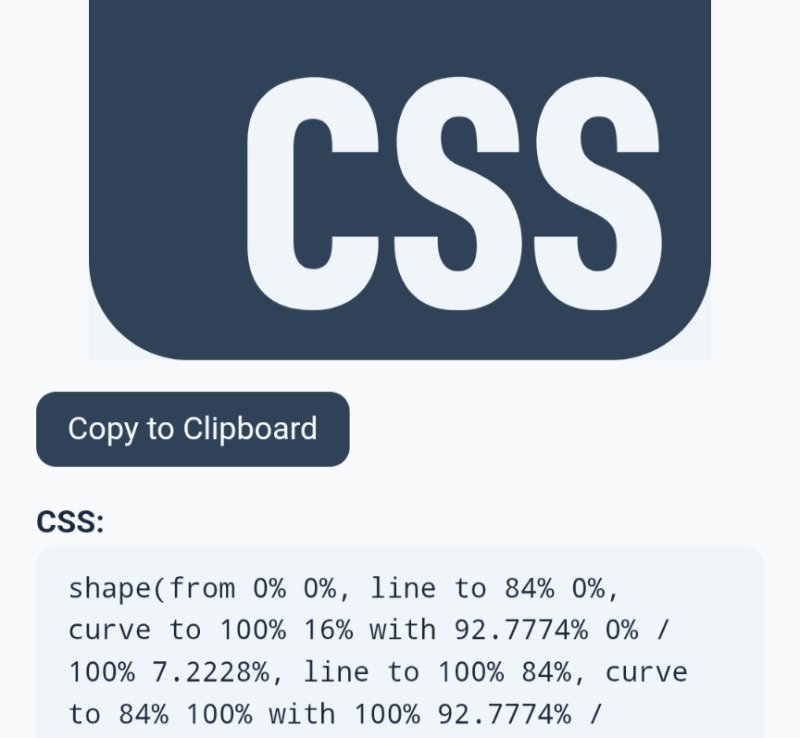 CSS
Copy to Clipboard
CSS:
shape(from 0% 0%, line to 84% 0%,
curve to 100% 16% with 92.7774% 0% /
100% 7.2228%, line to 100% 84%, curve
to 84% 100% with 100% 92.7774% /